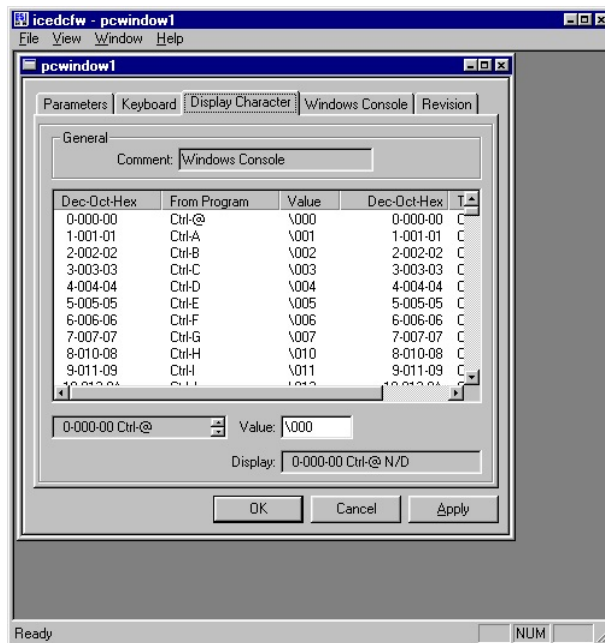 icedcfw - pcwindow1
File View Window Help
pcwindow1
Parameters Keyboard Display Character Windows Console Revision
General
Comment: Windows Console
Dec-Oct-Hex From Program Value Dec-Oct-Hex
0-000-00 Ctrl-@ \000 0-000-00 C
1-001-01 Ctrl-A \001 1-001-01 C
2-002-02 Ctrl-B \002 2-002-02 C
3-003-03 Ctrl-C \003 3-003-03 C
4-004-04 Ctrl-D \004 4-004-04 C
5-005-05 Ctrl-E \005 5-005-05 C
6-006-06 Ctrl-F \006 6-006-06 C
7-007-07 Ctrl-G \007 7-007-07 C
8-010-08 Ctrl-H \010 8-010-08 C
9-011-09 Ctrl-I \011 9-011-09 C
0-000-00 Ctrl-@ Value: \000
Display: 0-000-00 Ctrl-@ N/D
OK Cancel Apply
Ready NUM